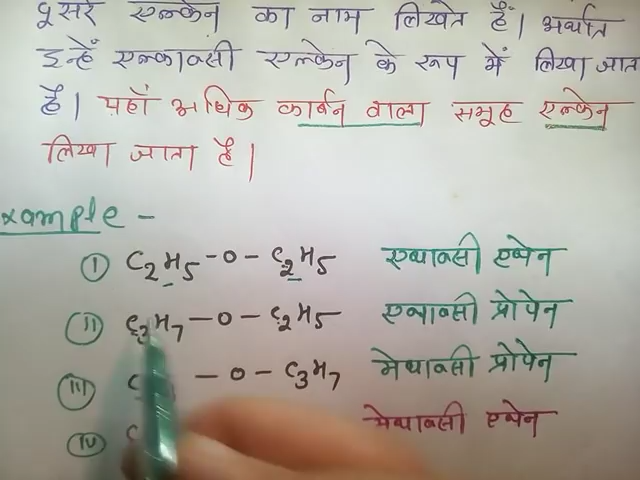 दूसरे एल्केन का नाम लिखते हैं। अर्थात
इन्हें एल्काक्सी एल्केन के रूप में लिखा जाता
है। यहाँ अधिक कार्बन वाला समूह एल्केन
लिखा जाता है।
xample -
(I) C2H5 - O - C2H5 एथाक्सी एथेन
(II) C3H7 - O - C2H5 एथाक्सी प्रोपेन
(III) - O - C3H7 मेथाक्सी प्रोपेन
(IV) C मेथाक्सी एथेन